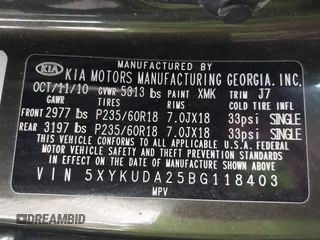 MANUFACTURED BY
KIA KIA MOTORS MANUFACTURING GEORGIA, INC.
OCT/11/10 GVWR 5313 lbs PAINT XMK TRIM J7
GAWR TIRES RIMS COLD TIRE INFL.
FRONT 2977 lbs P235/60R18 7.0JX18 33psi SINGLE
REAR 3197 lbs P235/60R18 7.0JX18 33psi SINGLE
THIS VEHICLE CONFORMS TO ALL APPLICABLE U.S.A. FEDERAL
MOTOR VEHICLE SAFETY AND BUMPER STANDARDS IN EFFECT ON
THE DATE OF MANUFACTURE SHOWN ABOVE.
VIN 5XYKUDA25BG118403
MPV
DREAMBID